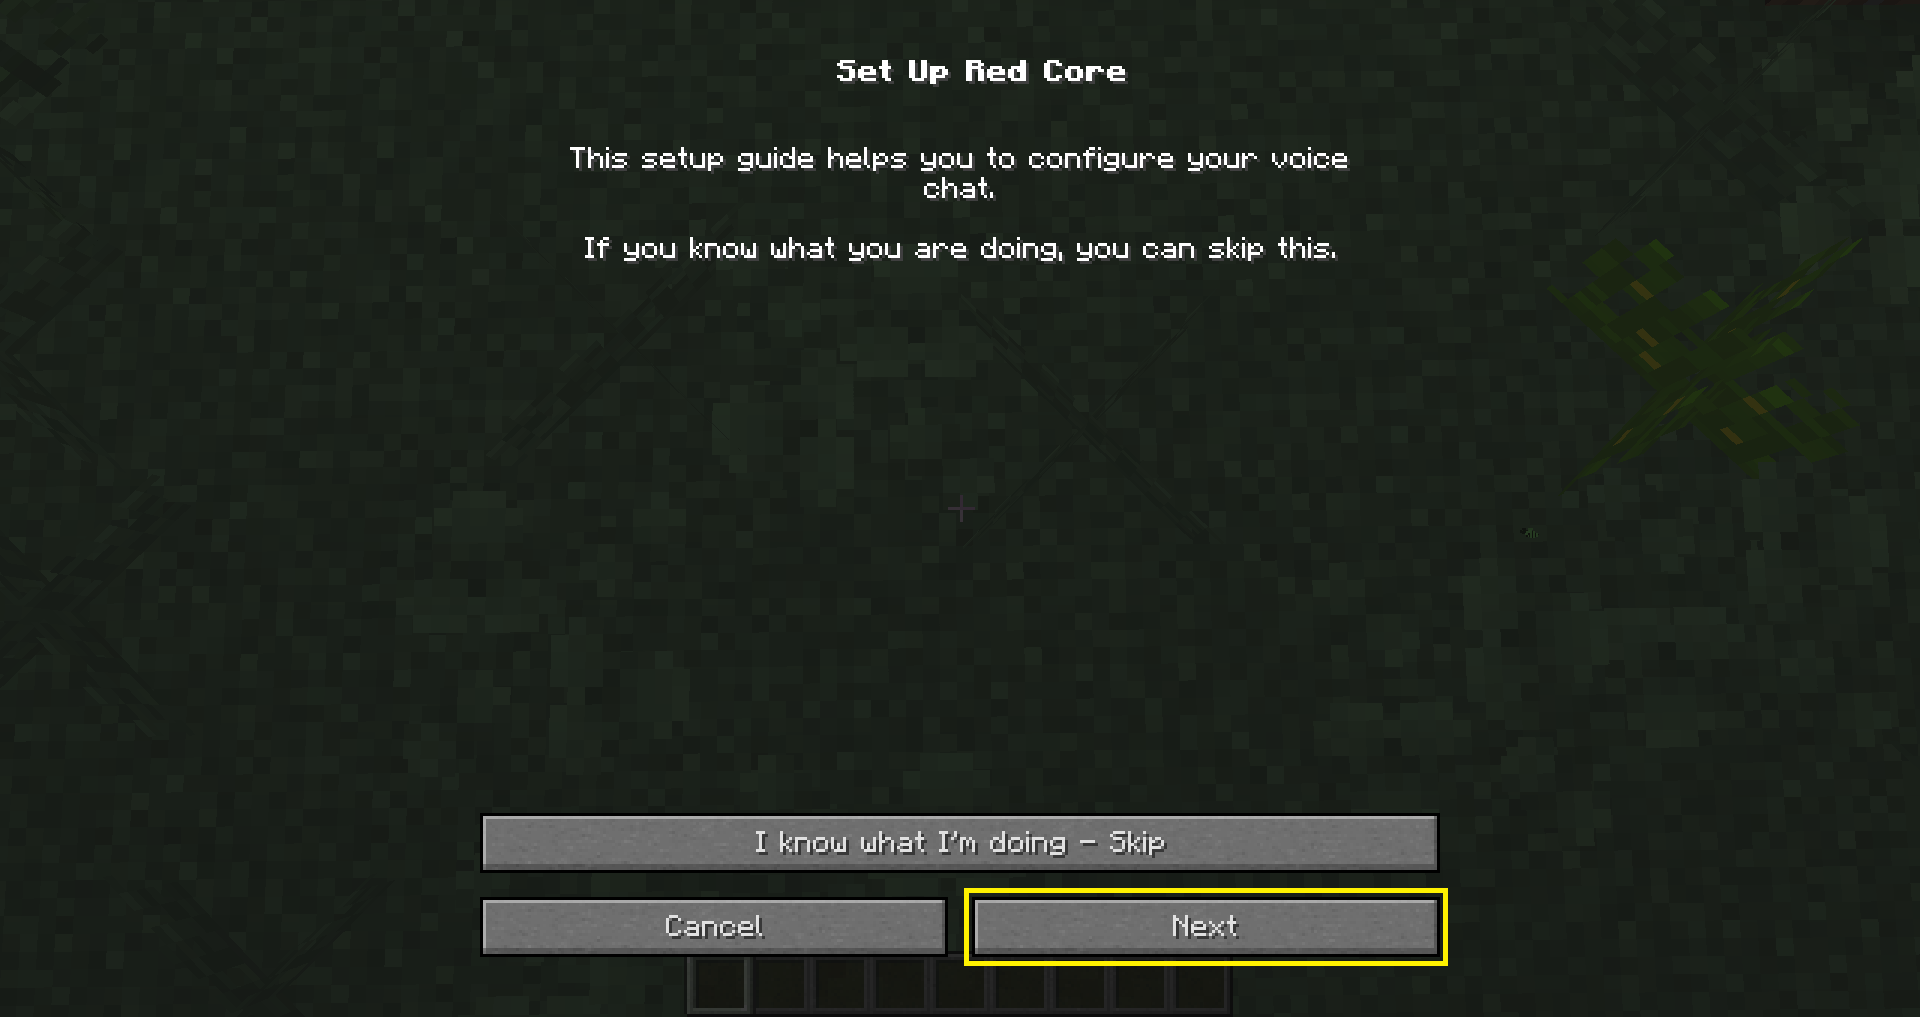 Set Up Red Core
This setup guide helps you to configure your voice
chat.
If you know what you are doing, you can skip this.
I know what I'm doing - Skip
Cancel
Next